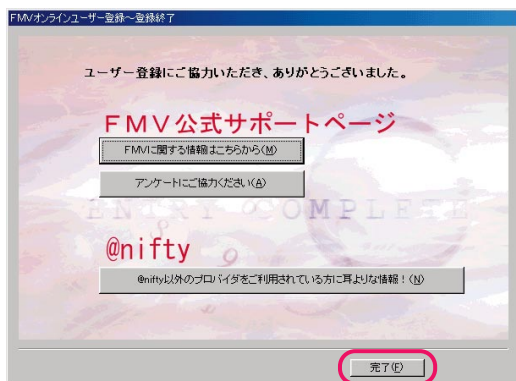 FMVオンラインユーザー登録～登録終了
ユーザー登録にご協力いただき、ありがとうございました。
FMV公式サポートページ
FMVに関する情報はこちらから(M)
アンケートにご協力ください(A)
ENTRY COMPLETE
@nifty
@nifty以外のプロバイダをご利用されている方に耳よりな情報！(N)
完了(F)